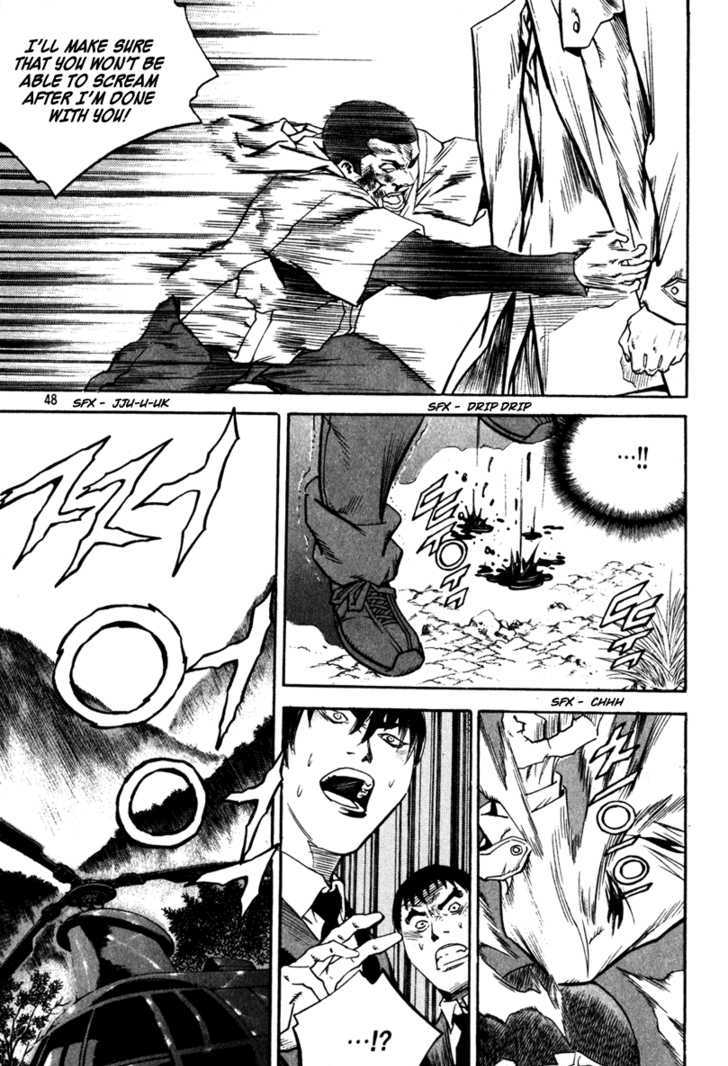 I'LL MAKE SURE
THAT YOU WON'T BE
ABLE TO SCREAM
AFTER I'M DONE
WITH YOU!
48
SFX - JJU-U-UK
SFX - DRIP DRIP
...!!
SFX - CHHH
...!?